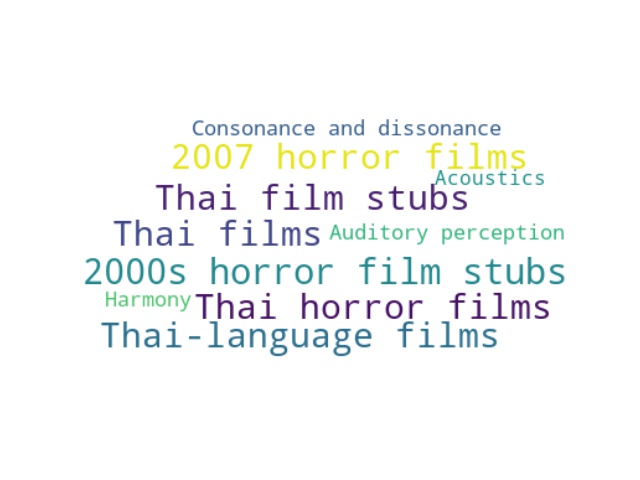 Consonance and dissonance
2007 horror films
Acoustics
Thai film stubs
Thai films
Auditory perception
2000s horror film stubs
Harmony
Thai horror films
Thai-language films